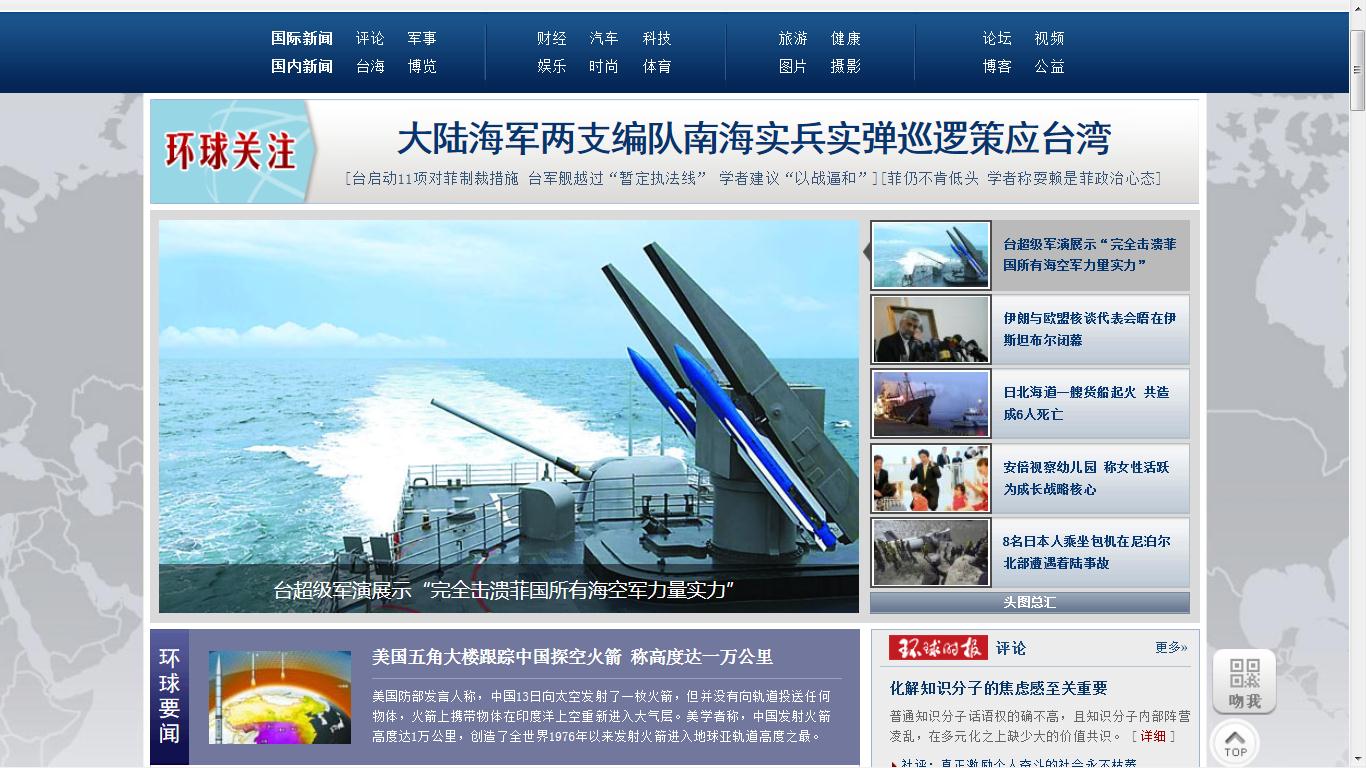 国际新闻 评论 军事 财经 汽车 科技 旅游 健康 论坛 视频
国内新闻 台海 博览 娱乐 时尚 体育 图片 摄影 博客 公益
环球关注
大陆海军两支编队南海实兵实弹巡逻策应台湾
[台启动11项对菲制裁措施 台军舰越过“暂定执法线” 学者建议“以战逼和”][菲仍不肯低头 学者称耍赖是菲政治心态]
台超级军演展示“完全击溃菲国所有海空军力量实力”
台超级军演展示“完全击溃菲
国所有海空军力量实力”
伊朗与欧盟核谈代表会晤在伊
斯坦布尔闭幕
日北海道一艘货船起火 共造
成6人死亡
安倍视察幼儿园 称女性活跃
为成长战略核心
8名日本人乘坐包机在尼泊尔
北部遭遇着陆事故
头图总汇
环球要闻
美国五角大楼跟踪中国探空火箭 称高度达一万公里
美国防部发言人称，中国13日向太空发射了一枚火箭，但并没有向轨道投送任何
物体，火箭上携带物体在印度洋上空重新进入大气层。美学者称，中国发射火箭
高度达1万公里，创造了全世界1976年以来发射火箭进入地球亚轨道高度之最。
环球时报 评论 更多»
化解知识分子的焦虑感至关重要
普通知识分子话语权的确不高，且知识分子内部阵营
凌乱，在多元化之上缺少大的价值共识。 [ 详细 ]
社评：真正激励个人奋斗的社会永不枯萎
吻我
TOP